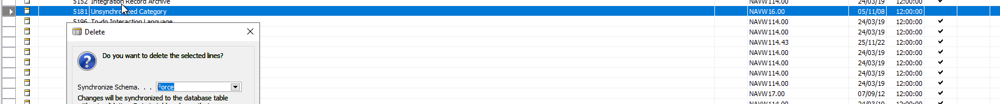 5152 Integration Record Archive NAVW114.00 24/03/19 12:00:00
5181 Unsynchronized Category NAVW16.00 05/11/08 12:00:00
5196 To-do Interaction Language NAVW114.00 24/03/19 12:00:00
Delete
NAVW114.00 24/03/19 12:00:00
NAVW114.43 25/11/22 12:00:00
Do you want to delete the selected lines?
NAVW114.00 24/03/19 12:00:00
NAVW114.00 24/03/19 12:00:00
NAVW114.00 24/03/19 12:00:00
NAVW114.00 24/03/19 12:00:00
Synchronize Schema. . . Force
NAVW17.00 07/09/12 12:00:00
Changes will be synchronized to the database table
NAVW114.00 24/03/19 12:00:00